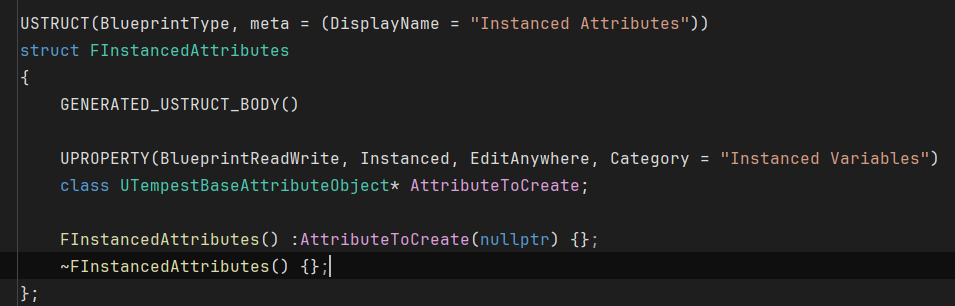 USTRUCT(BlueprintType, meta = (DisplayName = "Instanced Attributes"))
struct FInstancedAttributes
{
GENERATED_USTRUCT_BODY()
UPROPERTY(BlueprintReadWrite, Instanced, EditAnywhere, Category = "Instanced Variables")
class UTempestBaseAttributeObject* AttributeToCreate;
FInstancedAttributes() :AttributeToCreate(nullptr) {};
~FInstancedAttributes() {};
};